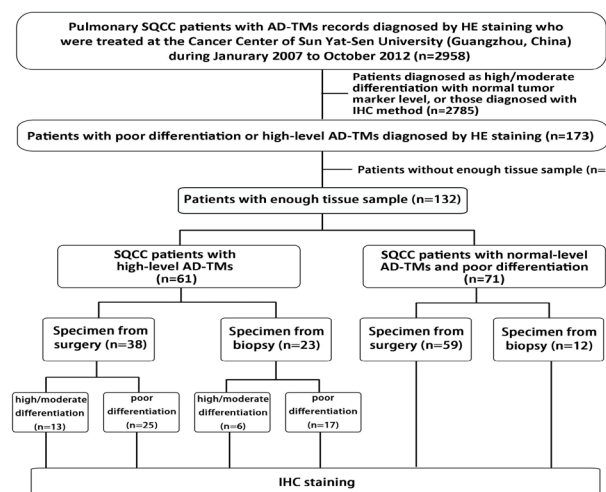 Pulmonary SQCC patients with AD-TMs records diagnosed by HE staining who
were treated at the Cancer Center of Sun Yat-Sen University (Guangzhou, China)
during Janurary 2007 to October 2012 (n=2958)
Patients diagnosed as high/moderate
differentiation with normal tumor
marker level, or those diagnosed with
IHC method (n=2785)
Patients with poor differentiation or high-level AD-TMs diagnosed by HE staining (n=173)
Patients without enough tissue sample (n=
Patients with enough tissue sample (n=132)
SQCC patients with
high-level AD-TMs
(n=61)
SQCC patients with normal-level
AD-TMs and poor differentiation
(n=71)
Specimen from
surgery (n=38)
Specimen from
biopsy (n=23)
Specimen from
surgery (n=59)
Specimen from
biopsy (n=12)
high/moderate
differentiation
(n=13)
poor
differentiation
(n=25)
high/moderate
differentiation
(n=6)
poor
differentiation
(n=17)
IHC staining